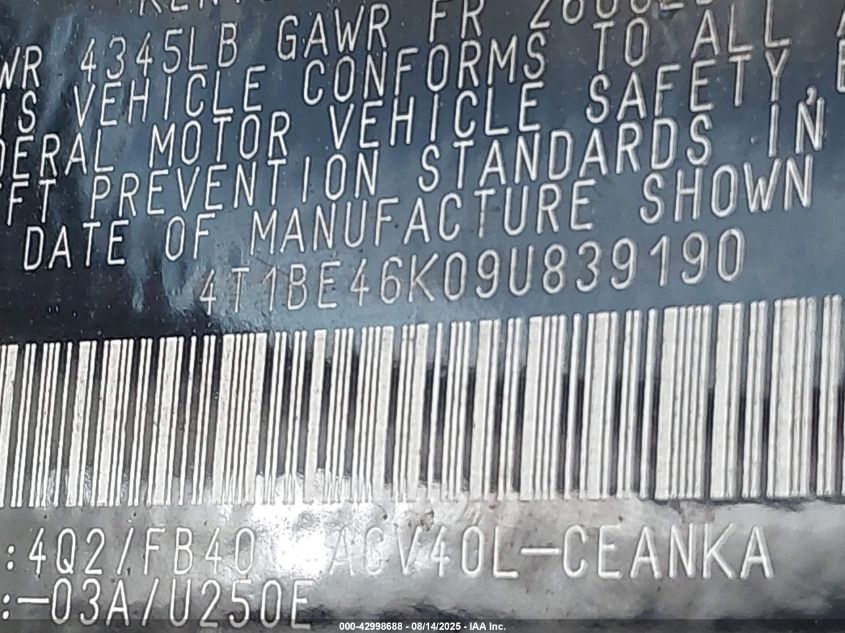 WR 4345LB GAWR FR
IS VEHICLE CONFORMS TO ALL
DERAL MOTOR VEHICLE SAFETY,
FT PREVENTION STANDARDS IN
DATE OF MANUFACTURE SHOWN
4T1BE46K09U839190
:4Q2/FB40 ACV40L-CEANKA
:-03A/U250E
000-42998688 - 08/14/2025 - IAA Inc.